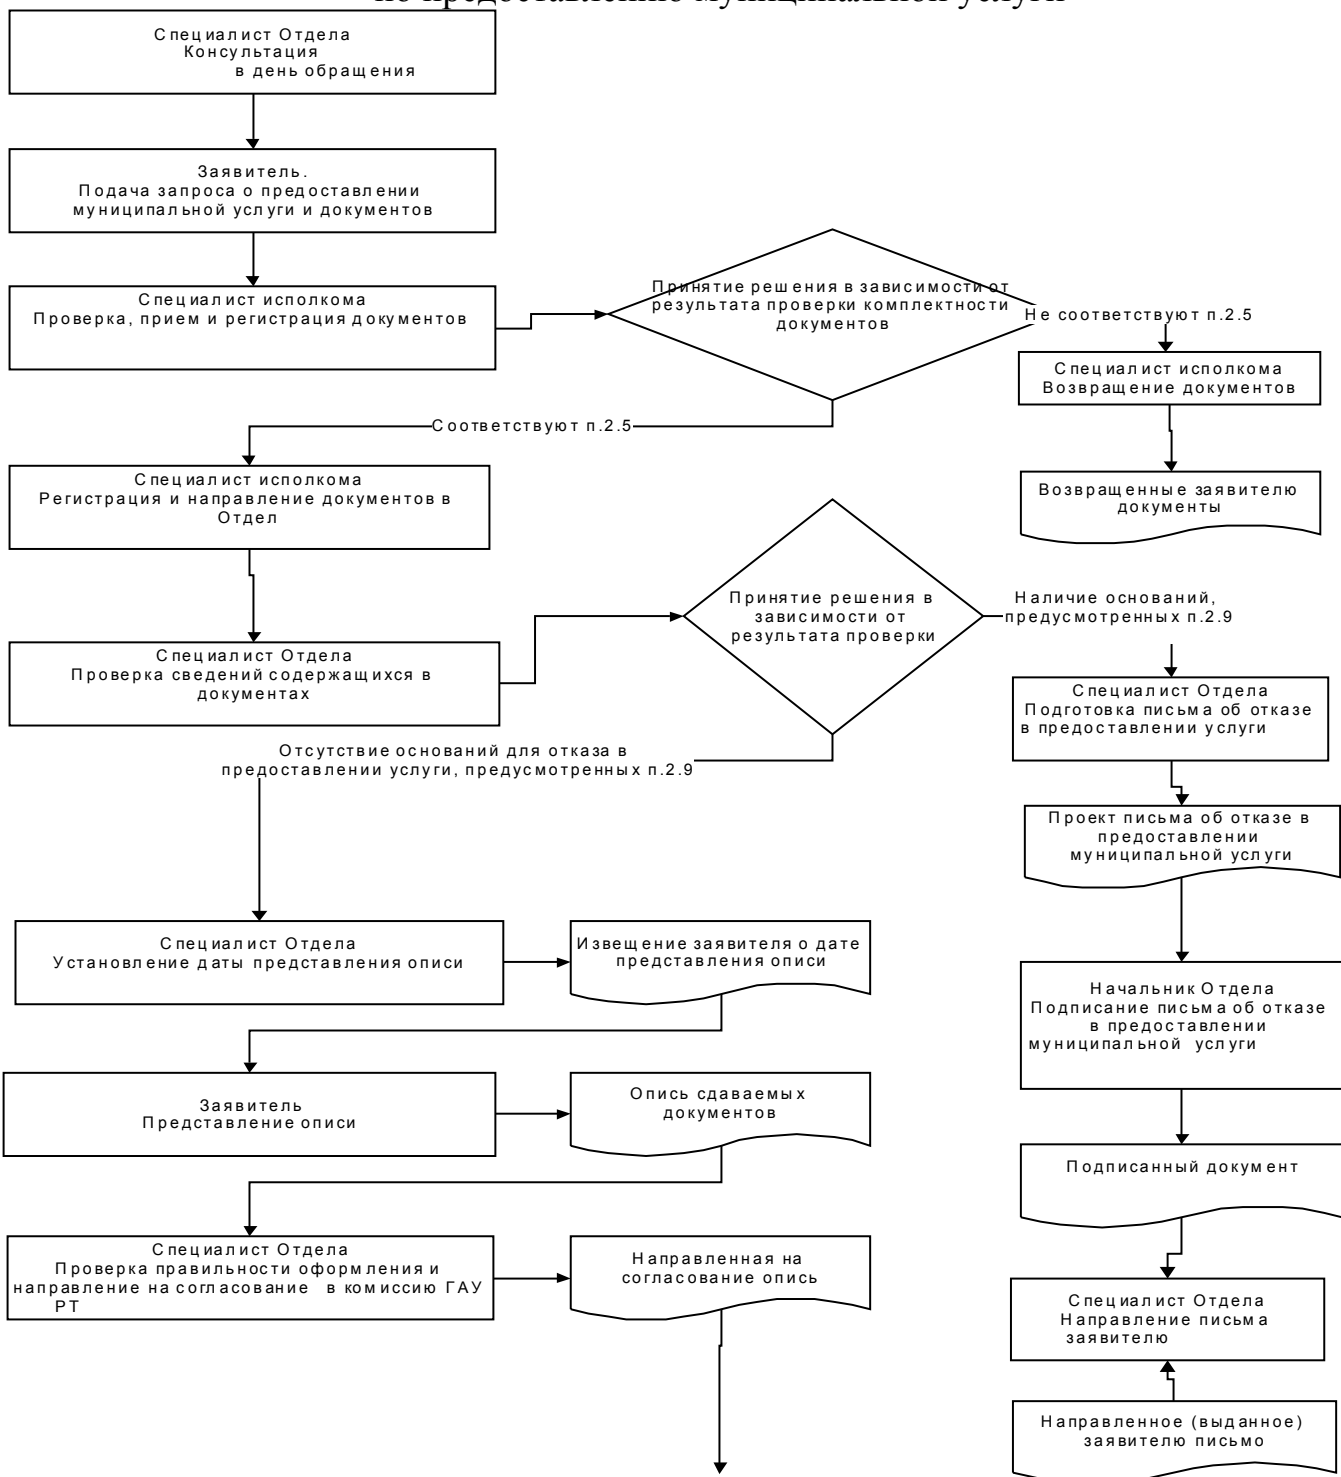 по предоставлению муниципальной услуги
Специалист Отдела
Консультация
в день обращения
Заявитель.
Подача запроса о предоставлении
муниципальной услуги и документов
Специалист исполкома
Проверка, прием и регистрация документов
Принятие решения в зависимости от
результата проверки комплектности
документов
Не соответствуют п.2.5
Специалист исполкома
Возвращение документов
Соответствуют п.2.5
Возвращенные заявителю
документы
Специалист исполкома
Регистрация и направление документов в
Отдел
Принятие решения в
зависимости от
результата проверки
Наличие оснований,
предусмотренных п.2.9
Специалист Отдела
Проверка сведений содержащихся в
документах
Специалист Отдела
Подготовка письма об отказе
в предоставлении услуги
Отсутствие оснований для отказа в
предоставлении услуги, предусмотренных п.2.9
Проект письма об отказе в
предоставлении
муниципальной услуги
Специалист Отдела
Установление даты представления описи
Извещение заявителя о дате
представления описи
Начальник Отдела
Подписание письма об отказе
в предоставлении
муниципальной услуги
Заявитель
Представление описи
Опись сдаваемых
документов
Подписанный документ
Специалист Отдела
Проверка правильности оформления и
направление на согласование в комиссию ГАУ
РТ
Направленная на
согласование опись
Специалист Отдела
Направление письма
заявителю
Направленное (выданное)
заявителю письмо